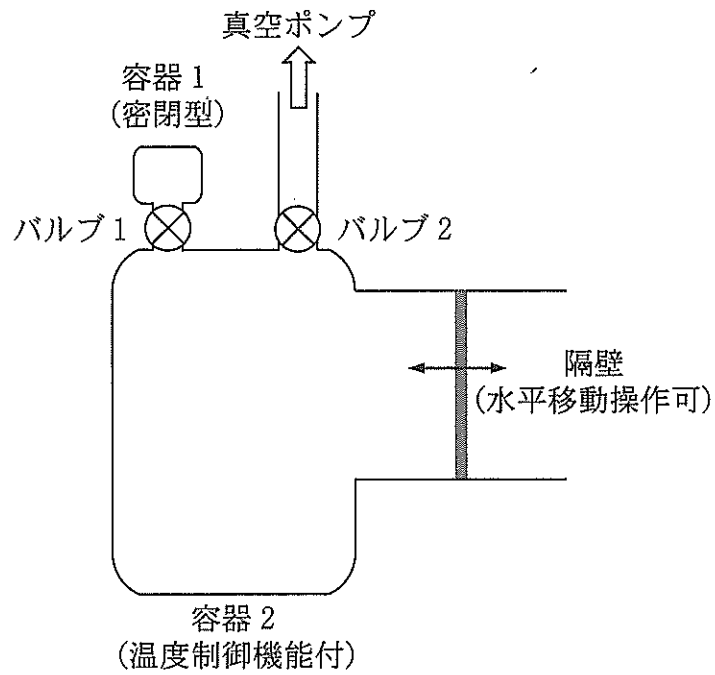 真空ポンプ
容器 1
(密閉型)
バルブ 1
バルブ 2
隔壁
(水平移動操作可)
容器 2
(温度制御機能付)